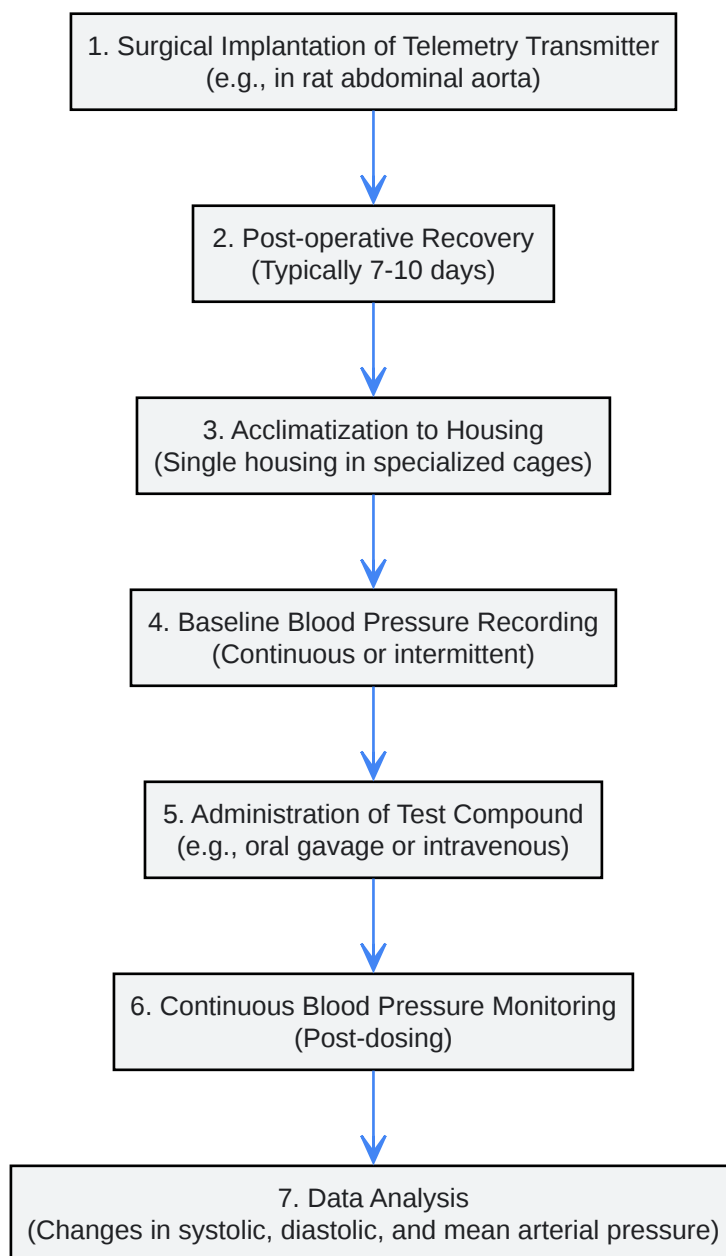 1. Surgical Implantation of Telemetry Transmitter
(e.g., in rat abdominal aorta)
2. Post-operative Recovery
(Typically 7-10 days)
3. Acclimatization to Housing
(Single housing in specialized cages)
4. Baseline Blood Pressure Recording
(Continuous or intermittent)
5. Administration of Test Compound
(e.g., oral gavage or intravenous)
6. Continuous Blood Pressure Monitoring
(Post-dosing)
7. Data Analysis
(Changes in systolic, diastolic, and mean arterial pressure)